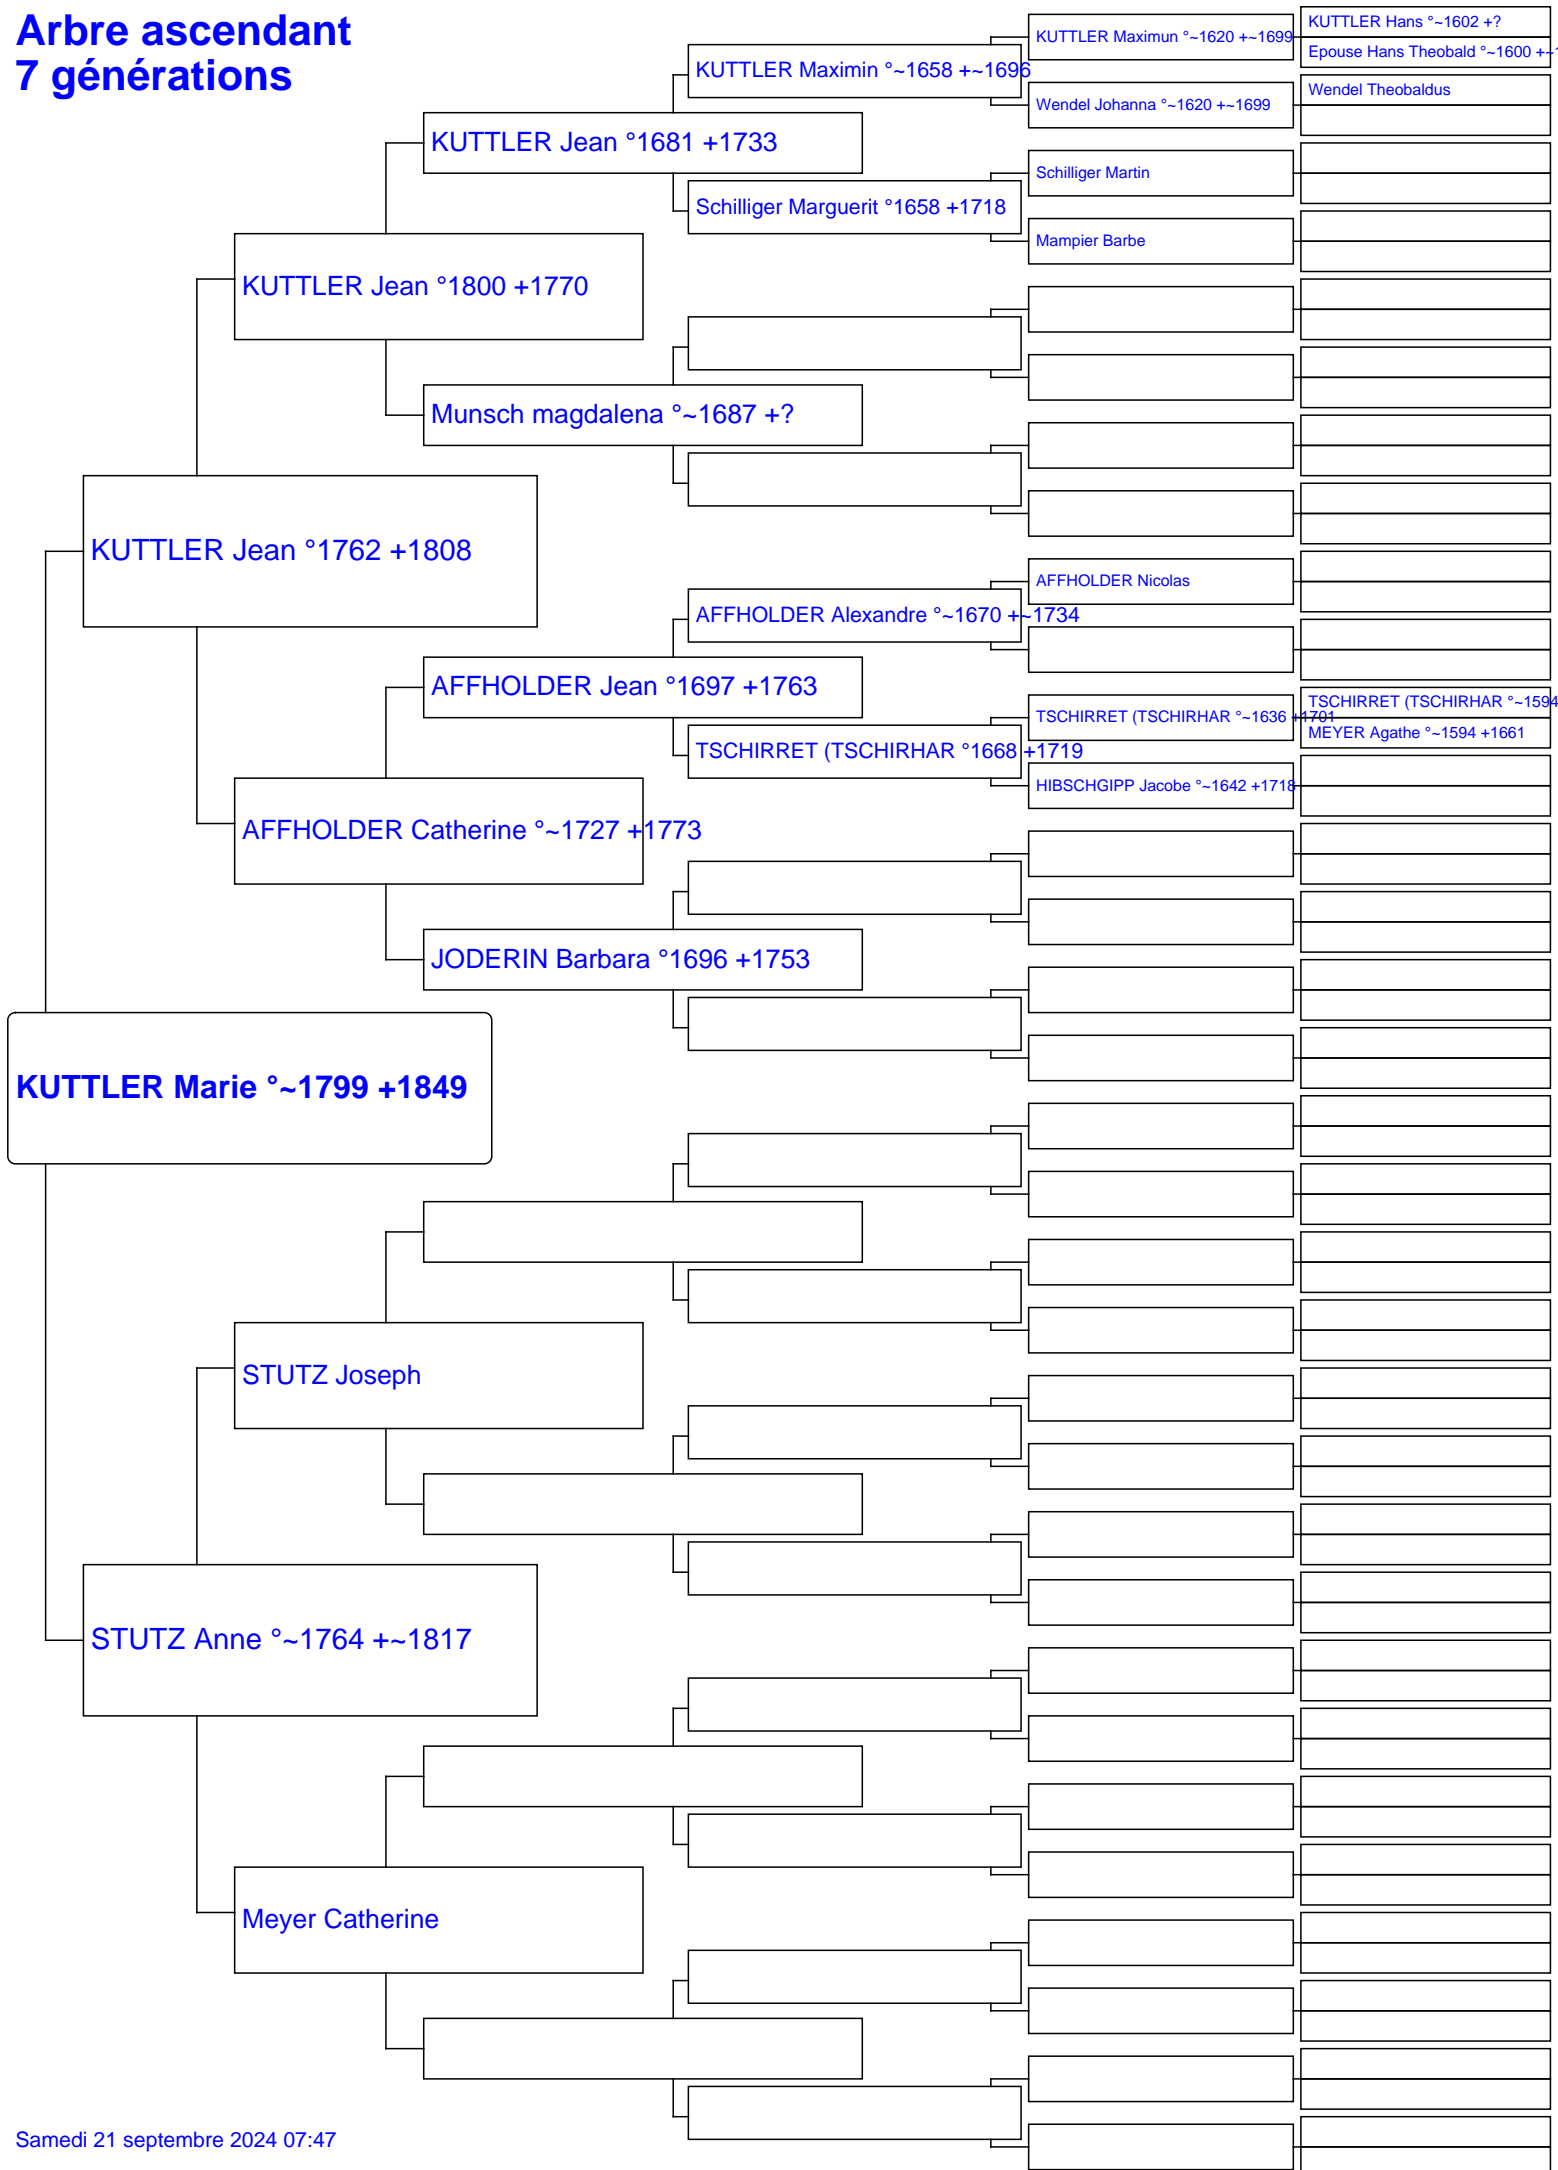 Arbre ascendant
7 générations
KUTTLER Hans °~1602 +?
KUTTLER Maximun °~1620 +~1699
Epouse Hans Theobald °~1600 +~
KUTTLER Maximin °~1658 +~1696
Wendel Theobaldus
Wendel Johanna °~1620 +~1699
KUTTLER Jean °1681 +1733
Schilliger Martin
Schilliger Marguerit °1658 +1718
Mampier Barbe
KUTTLER Jean °1800 +1770
Munsch magdalena °~1687 +?
KUTTLER Jean °1762 +1808
AFFHOLDER Nicolas
AFFHOLDER Alexandre °~1670 +~1734
AFFHOLDER Jean °1697 +1763
TSCHIRRET (TSCHIRHAR °~1594
TSCHIRRET (TSCHIRHAR °~1636 +1701
MEYER Agathe °~1594 +1661
TSCHIRRET (TSCHIRHAR °1668 +1719
HIBSCHGIPP Jacobe °~1642 +1718
AFFHOLDER Catherine °~1727 +1773
JODERIN Barbara °1696 +1753
KUTTLER Marie °~1799 +1849
STUTZ Joseph
STUTZ Anne °~1764 +~1817
Meyer Catherine
Samedi 21 septembre 2024 07:47